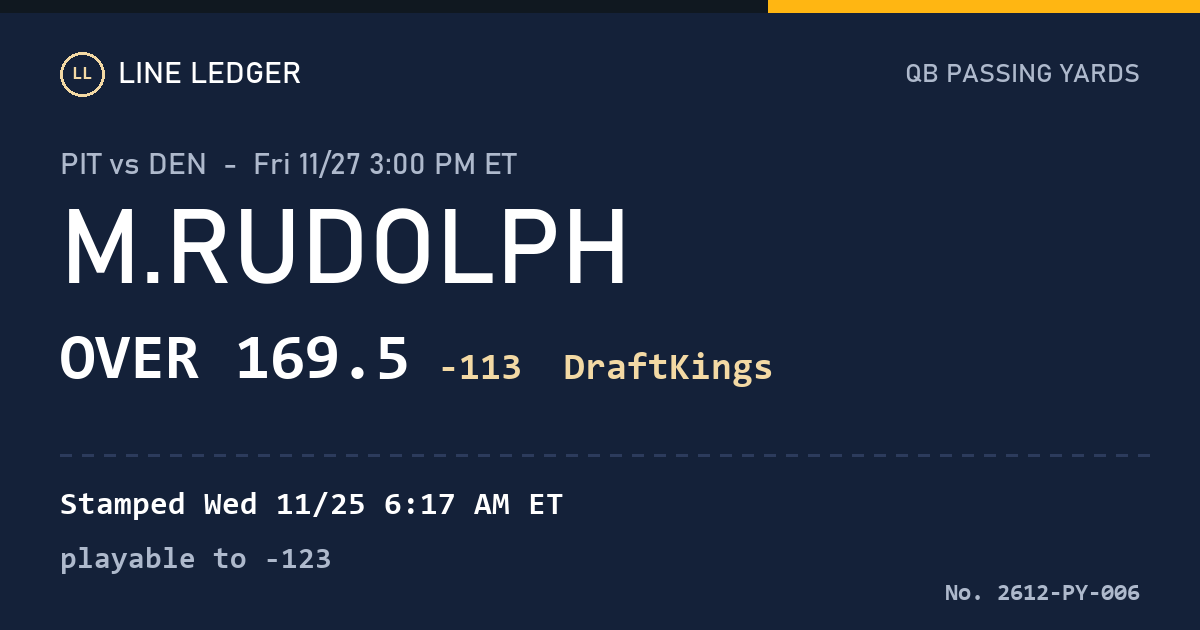 LL LINE LEDGER
QB PASSING YARDS
PIT vs DEN - Fri 11/27 3:00 PM ET
M.RUDOLPH
OVER 169.5 -113 DraftKings
Stamped Wed 11/25 6:17 AM ET
playable to -123
No. 2612-PY-006